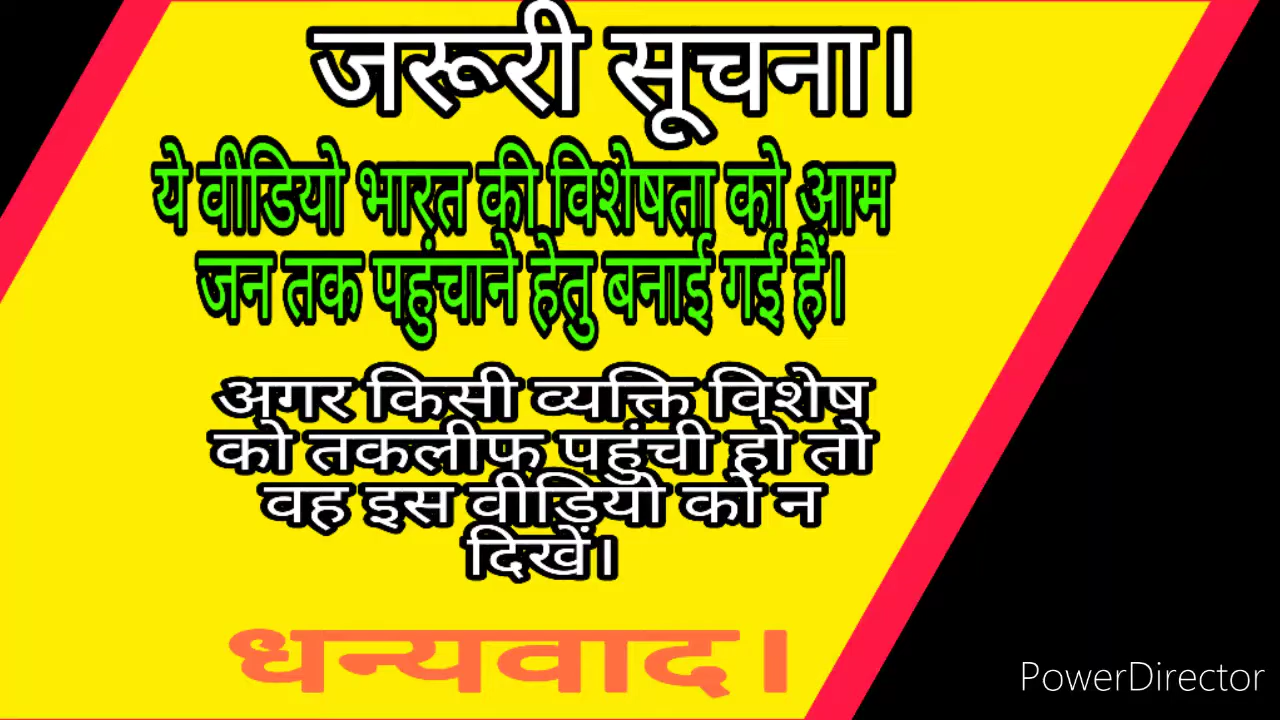 जरूरी सूचना।
ये वीडियो भारत की विशेषता को आम
जन तक पहुंचाने हेतु बनाई गई हैं।
अगर किसी व्यक्ति विशेष
को तकलीफ पहुंची हो तो
वह इस वीडियो को न
दिखें।
धन्यवाद।
PowerDirector